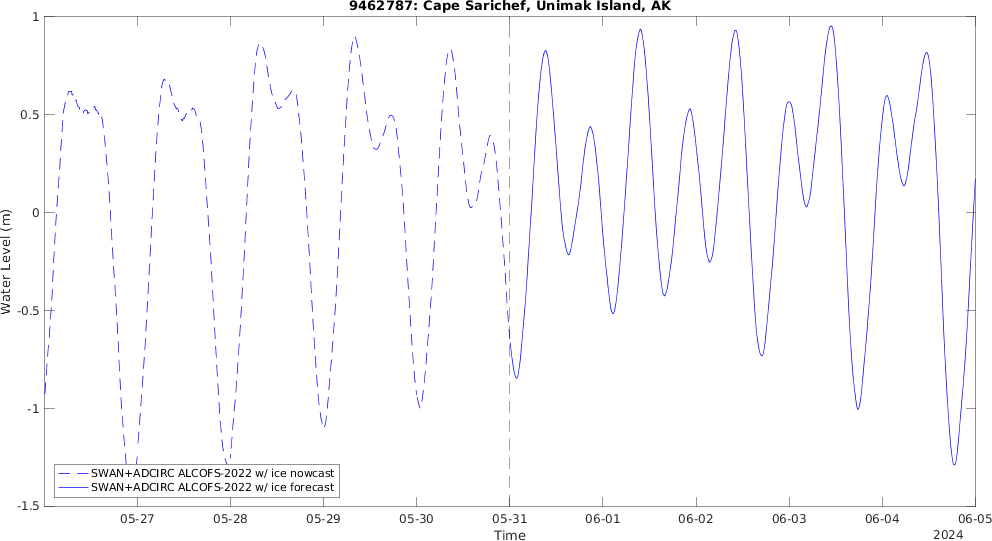 9462787: Cape Sarichef, Unimak Island, AK
1
0.5
0
-0.5
-1
-1.5
Water Level (m)
SWAN+ADCIRC ALCOFS-2022 w/ ice nowcast
SWAN+ADCIRC ALCOFS-2022 w/ ice forecast
05-27 05-28 05-29 05-30 05-31 06-01 06-02 06-03 06-04 06-05
Time
2024